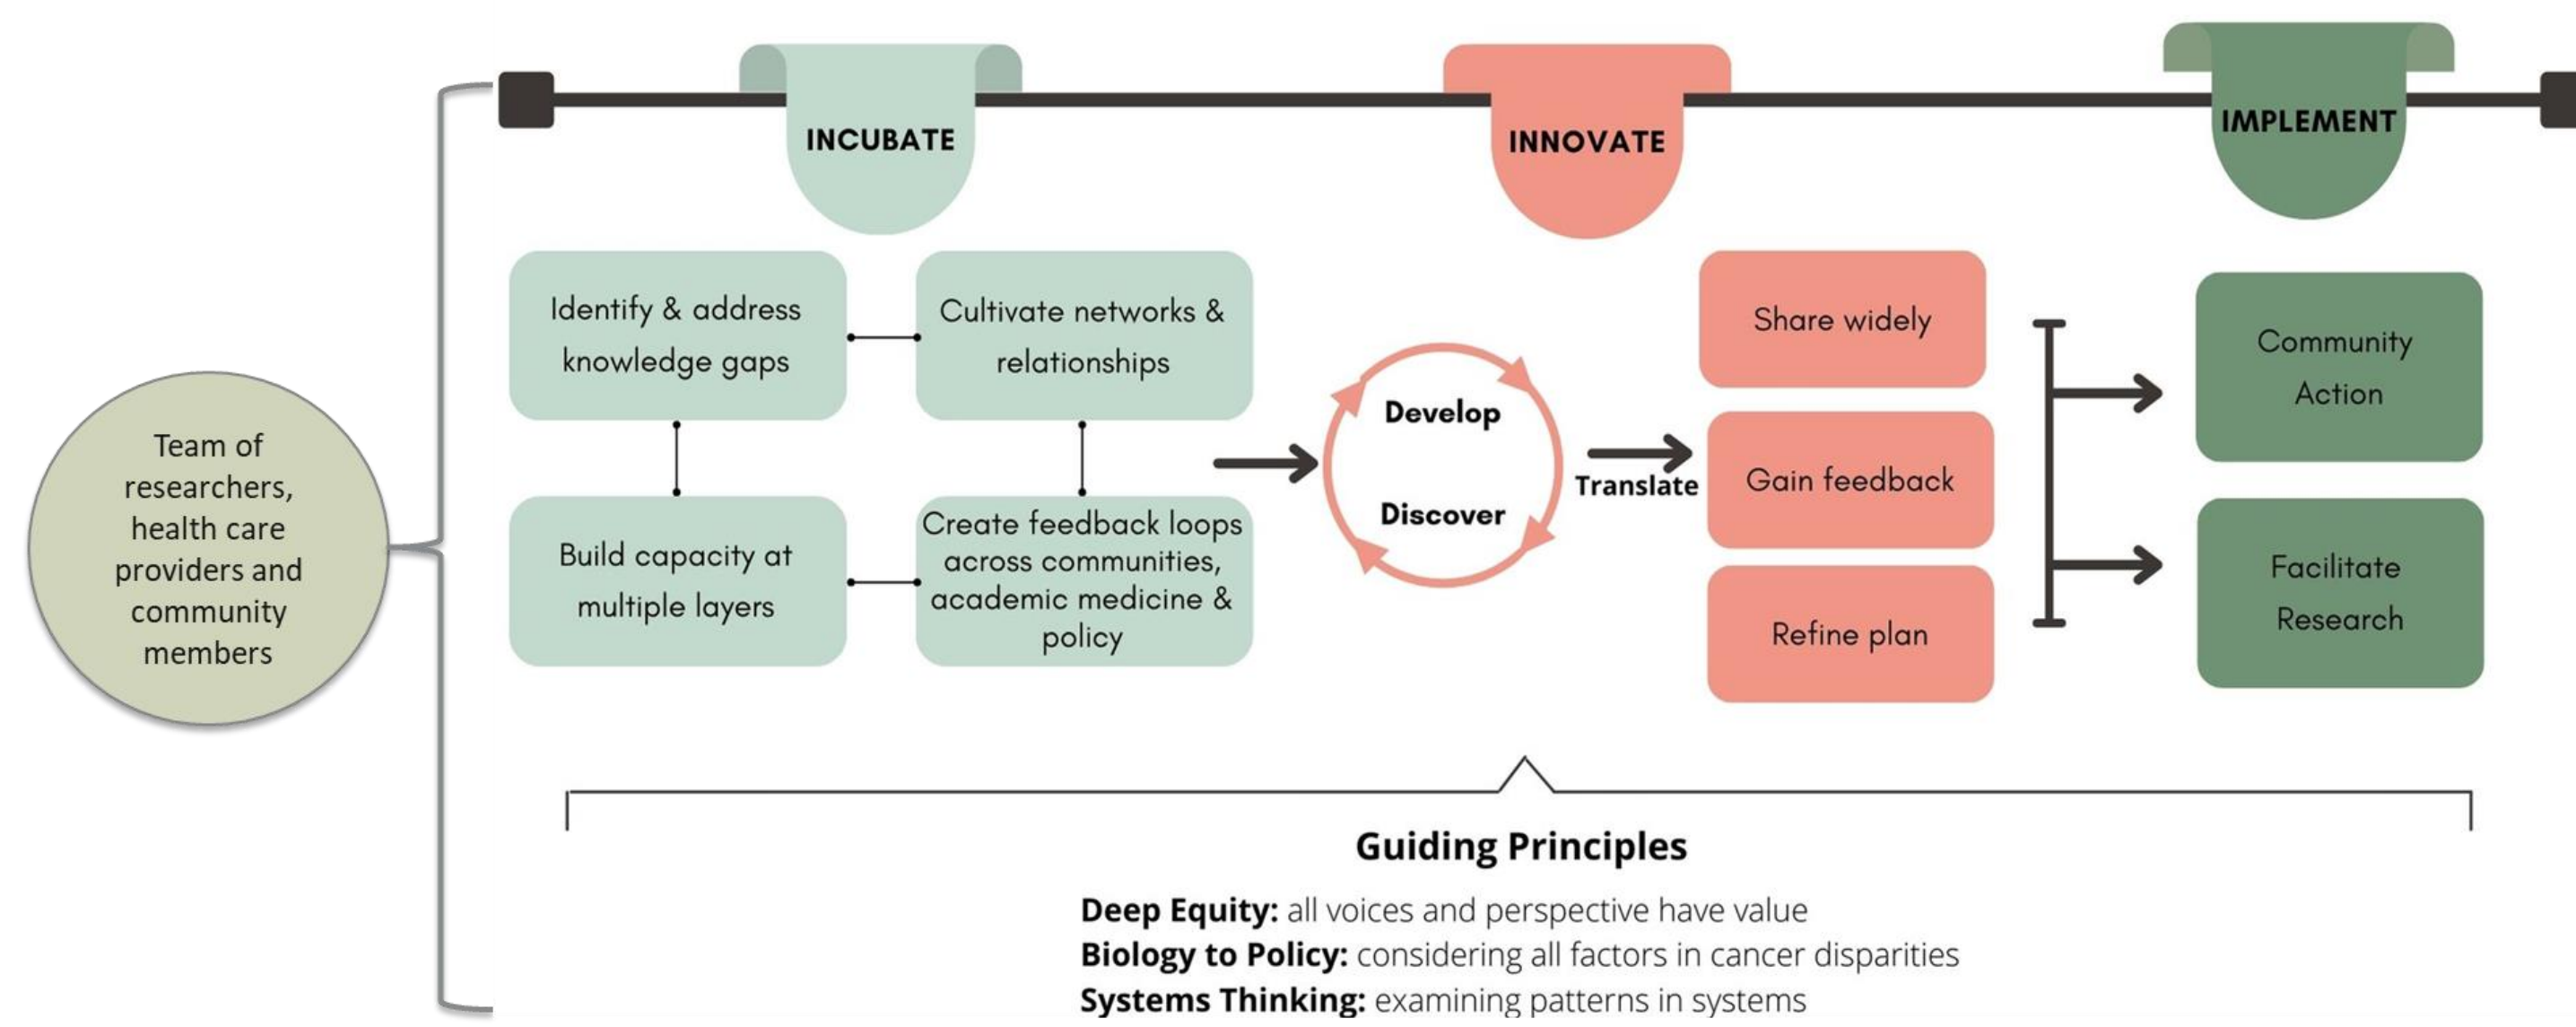 INCUBATE
INNOVATE
IMPLEMENT
Team of
researchers,
health care
providers and
community
members
Identify & address
knowledge gaps
Cultivate networks &
relationships
Build capacity at
multiple layers
Create feedback loops
across communities,
academic medicine &
policy
Develop
Discover
Translate
Share widely
Gain feedback
Refine plan
Community
Action
Facilitate
Research
Guiding Principles
Deep Equity: all voices and perspective have value
Biology to Policy: considering all factors in cancer disparities
Systems Thinking: examining patterns in systems